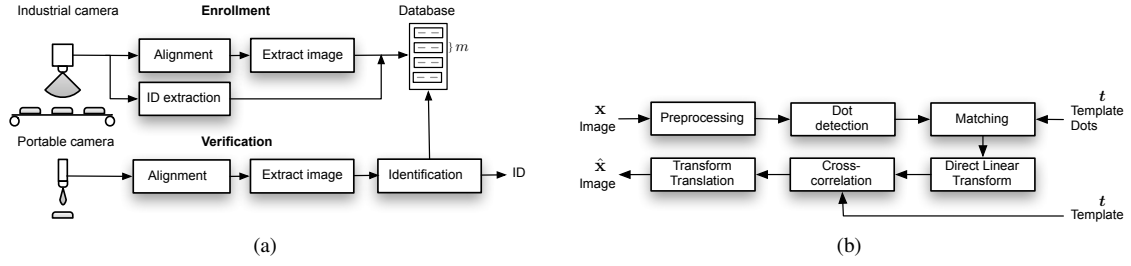 Industrial camera
Enrollment
Database
Alignment
Extract image
} m
ID extraction
Portable camera
Verification
Alignment
Extract image
Identification
ID
(a)
x
Image
Preprocessing
Dot
detection
Matching
t
Template
Dots
x̂
Image
Transform
Translation
Cross-
correlation
Direct Linear
Transform
t
Template
(b)